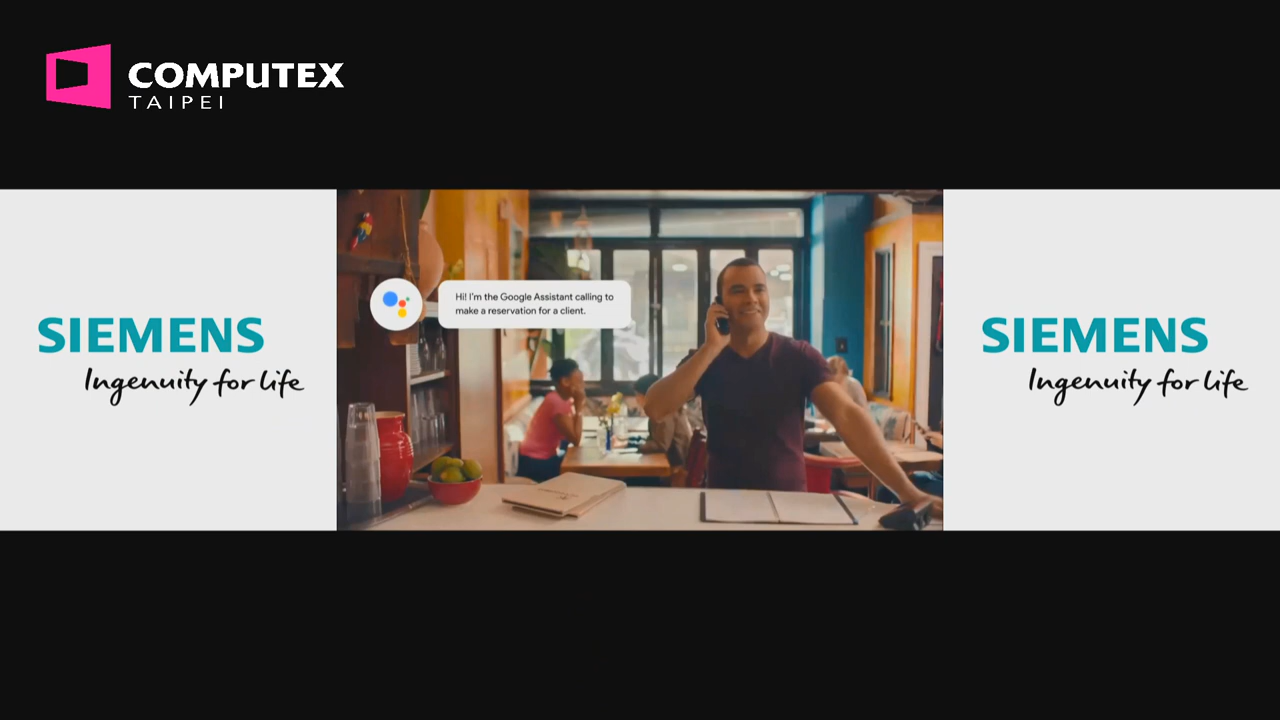 COMPUTEX
TAIPEI
SIEMENS
Ingenuity for life
Hi! I'm the Google Assistant calling to
make a reservation for a client.
SIEMENS
Ingenuity for life